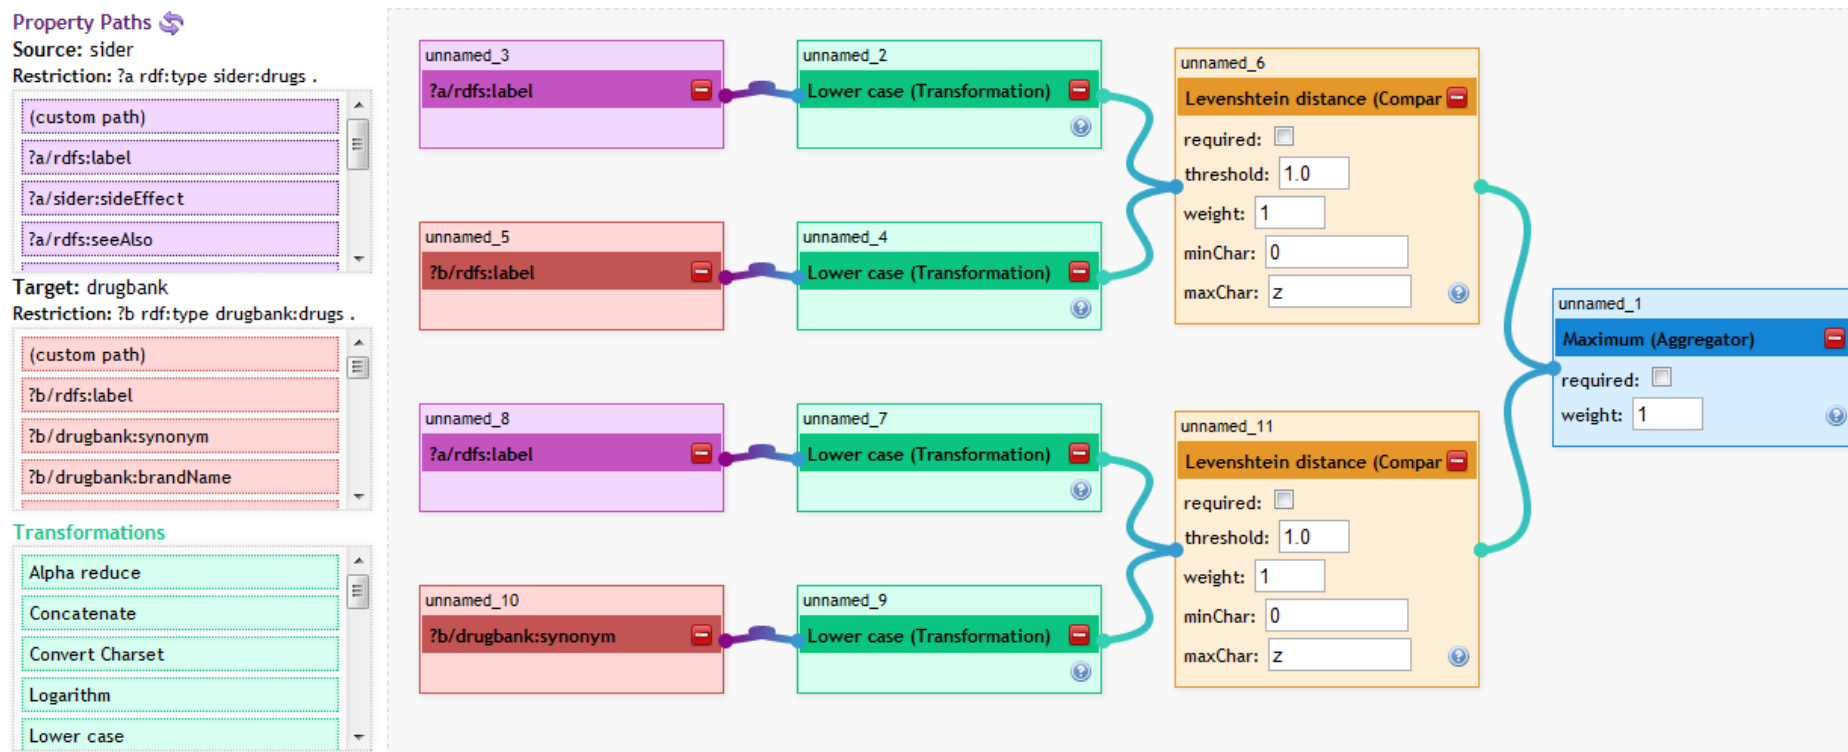 Property Paths
Source: sider
Restriction: ?a rdf:type sider:drugs .
(custom path)
?a/rdfs:label
?a/sider:sideEffect
?a/rdfs:seeAlso
Target: drugbank
Restriction: ?b rdf:type drugbank:drugs .
(custom path)
?b/rdfs:label
?b/drugbank:synonym
?b/drugbank:brandName
Transformations
Alpha reduce
Concatenate
Convert Charset
Logarithm
Lower case
unnamed_3
?a/rdfs:label
unnamed_2
Lower case (Transformation)
unnamed_5
?b/rdfs:label
unnamed_4
Lower case (Transformation)
unnamed_6
Levenshtein distance (Compar
required:
threshold: 1.0
weight: 1
minChar: 0
maxChar: z
unnamed_8
?a/rdfs:label
unnamed_7
Lower case (Transformation)
unnamed_10
?b/drugbank:synonym
unnamed_9
Lower case (Transformation)
unnamed_11
Levenshtein distance (Compar
required:
threshold: 1.0
weight: 1
minChar: 0
maxChar: z
unnamed_1
Maximum (Aggregator)
required:
weight: 1